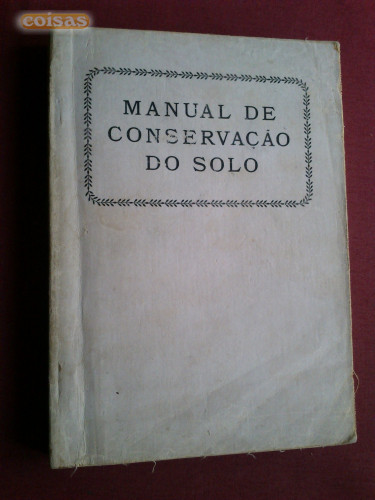 coisas
MANUAL DE
CONSERVAÇÃO
DO SOLO